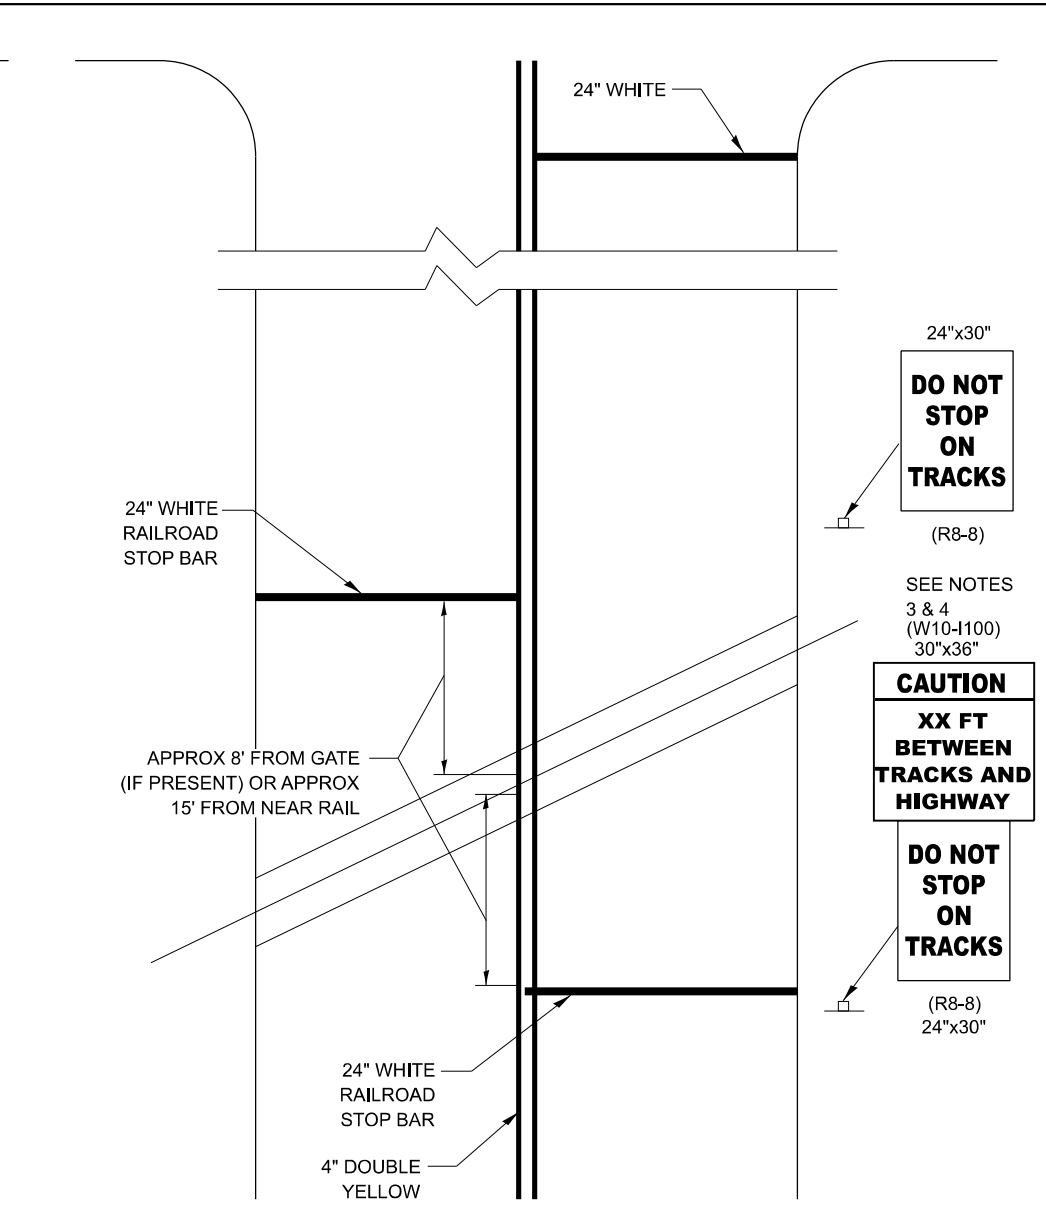 24" WHITE
24"x30"
DO NOT
STOP
ON
TRACKS
(R8-8)
24" WHITE
RAILROAD
STOP BAR
SEE NOTES
3 & 4
(W10-I100)
30"x36"
CAUTION
XX FT
BETWEEN
TRACKS AND
HIGHWAY
APPROX 8' FROM GATE
(IF PRESENT) OR APPROX
15' FROM NEAR RAIL
DO NOT
STOP
ON
TRACKS
(R8-8)
24"x30"
24" WHITE
RAILROAD
STOP BAR
4" DOUBLE
YELLOW